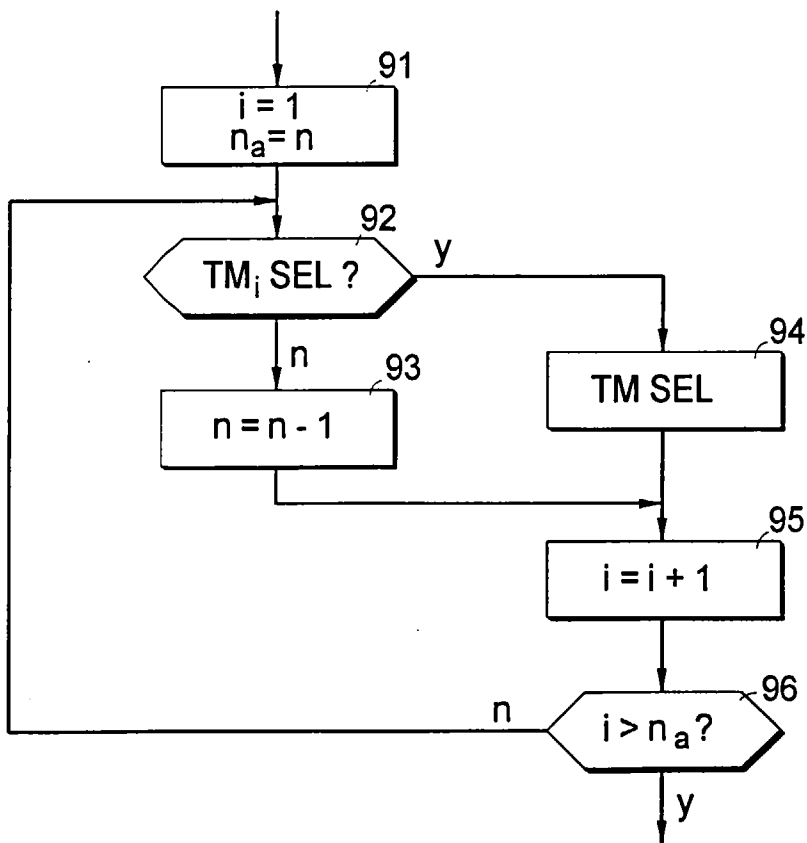 91
i = 1
nₐ = n
92
TMᵢ SEL ?
y
n
93
n = n - 1
94
TM SEL
95
i = i + 1
96
i > nₐ ?
n
y